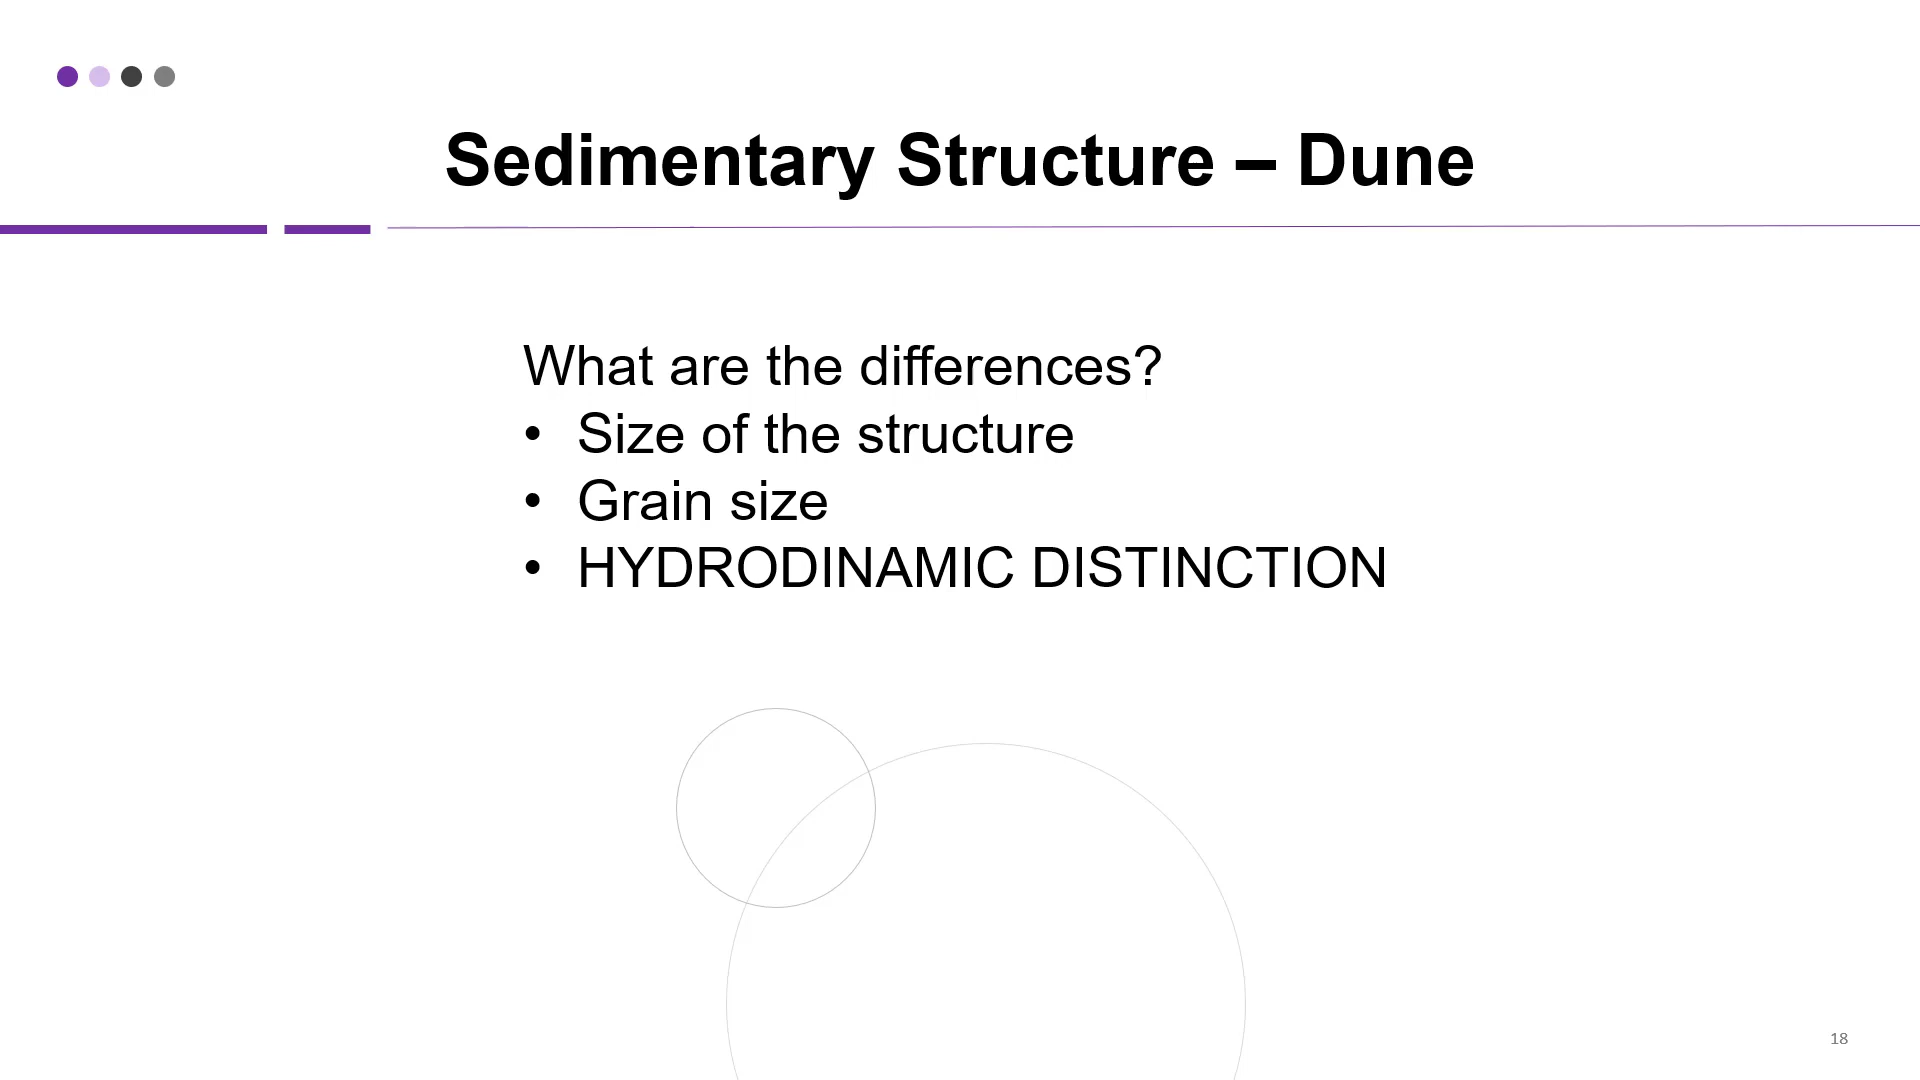 Sedimentary Structure – Dune
What are the differences?
• Size of the structure
• Grain size
• HYDRODINAMIC DISTINCTION
18